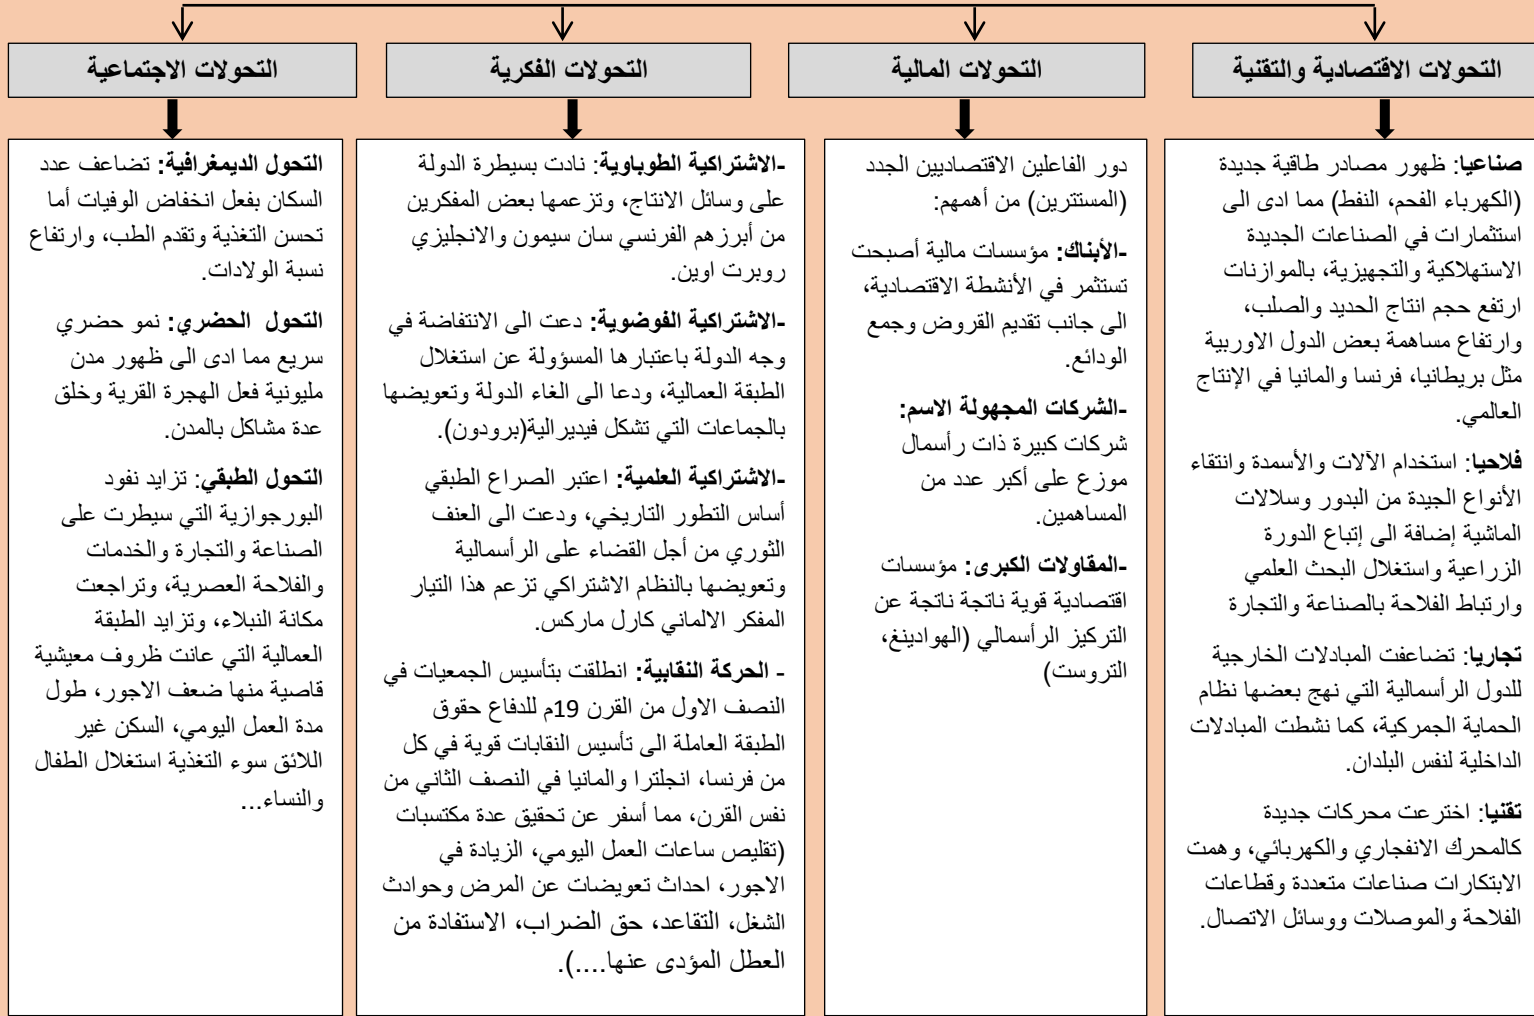 التحولات الاقتصادية والتقنية
صناعيا: ظهور مصادر طاقية جديدة
(الكهرباء الفحم، النفط) مما ادى الى
استثمارات في الصناعات الجديدة
الاستهلاكية والتجهيزية، بالموازنات
ارتفع حجم انتاج الحديد والصلب،
وارتفاع مساهمة بعض الدول الاوربية
مثل بريطانيا، فرنسا والمانيا في الإنتاج
العالمي.
فلاحيا: استخدام الآلات والأسمدة وانتقاء
الأنواع الجيدة من البدور وسلالات
الماشية إضافة الى إتباع الدورة
الزراعية واستغلال البحث العلمي
وارتباط الفلاحة بالصناعة والتجارة
تجاريا: تضاعفت المبادلات الخارجية
للدول الرأسمالية التي نهج بعضها نظام
الحماية الجمركية، كما نشطت المبادلات
الداخلية لنفس البلدان.
تقنيا: اخترعت محركات جديدة
كالمحرك الانفجاري والكهربائي، وهمت
الابتكارات صناعات متعددة وقطاعات
الفلاحة والموصلات ووسائل الاتصال.
التحولات المالية
دور الفاعلين الاقتصاديين الجدد
(المستترين) من أهمهم:
-الأبناك: مؤسسات مالية أصبحت
تستثمر في الأنشطة الاقتصادية،
الى جانب تقديم القروض وجمع
الودائع.
-الشركات المجهولة الاسم:
شركات كبيرة ذات رأسمال
موزع على أكبر عدد من
المساهمين.
-المقاولات الكبرى: مؤسسات
اقتصادية قوية ناتجة ناتجة عن
التركيز الرأسمالي (الهوادينغ،
التروست)
التحولات الفكرية
-الاشتراكية الطوباوية: نادت بسيطرة الدولة
على وسائل الانتاج، وتزعمها بعض المفكرين
من أبرزهم الفرنسي سان سيمون والانجليزي
روبرت اوين.
-الاشتراكية الفوضوية: دعت الى الانتفاضة في
وجه الدولة باعتبارها المسؤولة عن استغلال
الطبقة العمالية، ودعا الى الغاء الدولة وتعويضها
بالجماعات التي تشكل فيديرالية(برودون).
-الاشتراكية العلمية: اعتبر الصراع الطبقي
أساس التطور التاريخي، ودعت الى العنف
الثوري من أجل القضاء على الرأسمالية
وتعويضها بالنظام الاشتراكي تزعم هذا التيار
المفكر الالماني كارل ماركس.
- الحركة النقابية: انطلقت بتأسيس الجمعيات في
النصف الاول من القرن 19م للدفاع حقوق
الطبقة العاملة الى تأسيس النقابات قوية في كل
من فرنسا، انجلترا والمانيا في النصف الثاني من
نفس القرن، مما أسفر عن تحقيق عدة مكتسبات
(تقليص ساعات العمل اليومي، الزيادة في
الاجور، احداث تعويضات عن المرض وحوادث
الشغل، التقاعد، حق الضراب، الاستفادة من
العطل المؤدى عنها....).
التحولات الاجتماعية
التحول الديمغرافية: تضاعف عدد
السكان بفعل انخفاض الوفيات أما
تحسن التغذية وتقدم الطب، وارتفاع
نسبة الولادات.
التحول الحضري: نمو حضري
سريع مما ادى الى ظهور مدن
مليونية فعل الهجرة القرية وخلق
عدة مشاكل بالمدن.
التحول الطبقي: تزايد نفود
البورجوازية التي سيطرت على
الصناعة والتجارة والخدمات
والفلاحة العصرية، وتراجعت
مكانة النبلاء، وتزايد الطبقة
العمالية التي عانت ظروف معيشية
قاصية منها ضعف الاجور، طول
مدة العمل اليومي، السكن غير
اللائق سوء التغذية استغلال الطفال
والنساء...